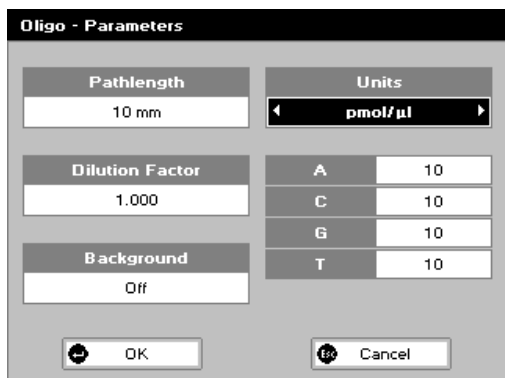 Oligo - Parameters
Pathlength
10 mm
Units
pmol/µl
Dilution Factor
1.000
A 10
C 10
G 10
T 10
Background
Off
OK
Esc Cancel